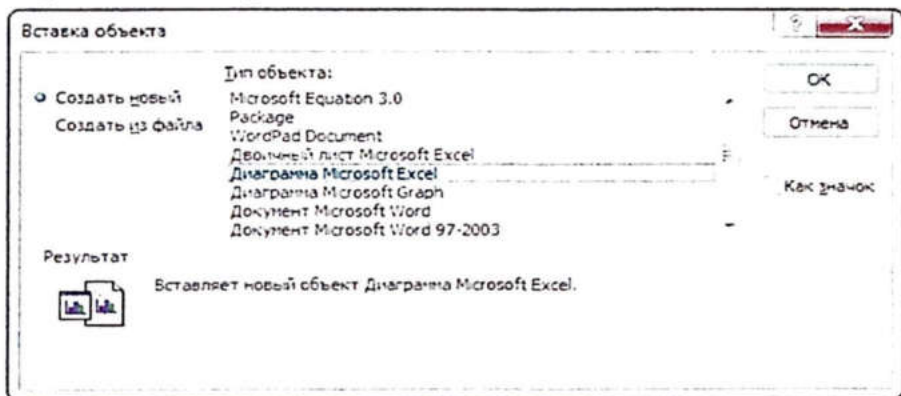 Вставка объекта
?
Тип объекта:
Создать новый
Создать из файла
Microsoft Equation 3.0
Package
WordPad Document
Двоичный лист Microsoft Excel
Диаграмма Microsoft Excel
Диаграмма Microsoft Graph
Документ Microsoft Word
Документ Microsoft Word 97-2003
OK
Отмена
Как значок
Результат
Вставляет новый объект Диаграмма Microsoft Excel.